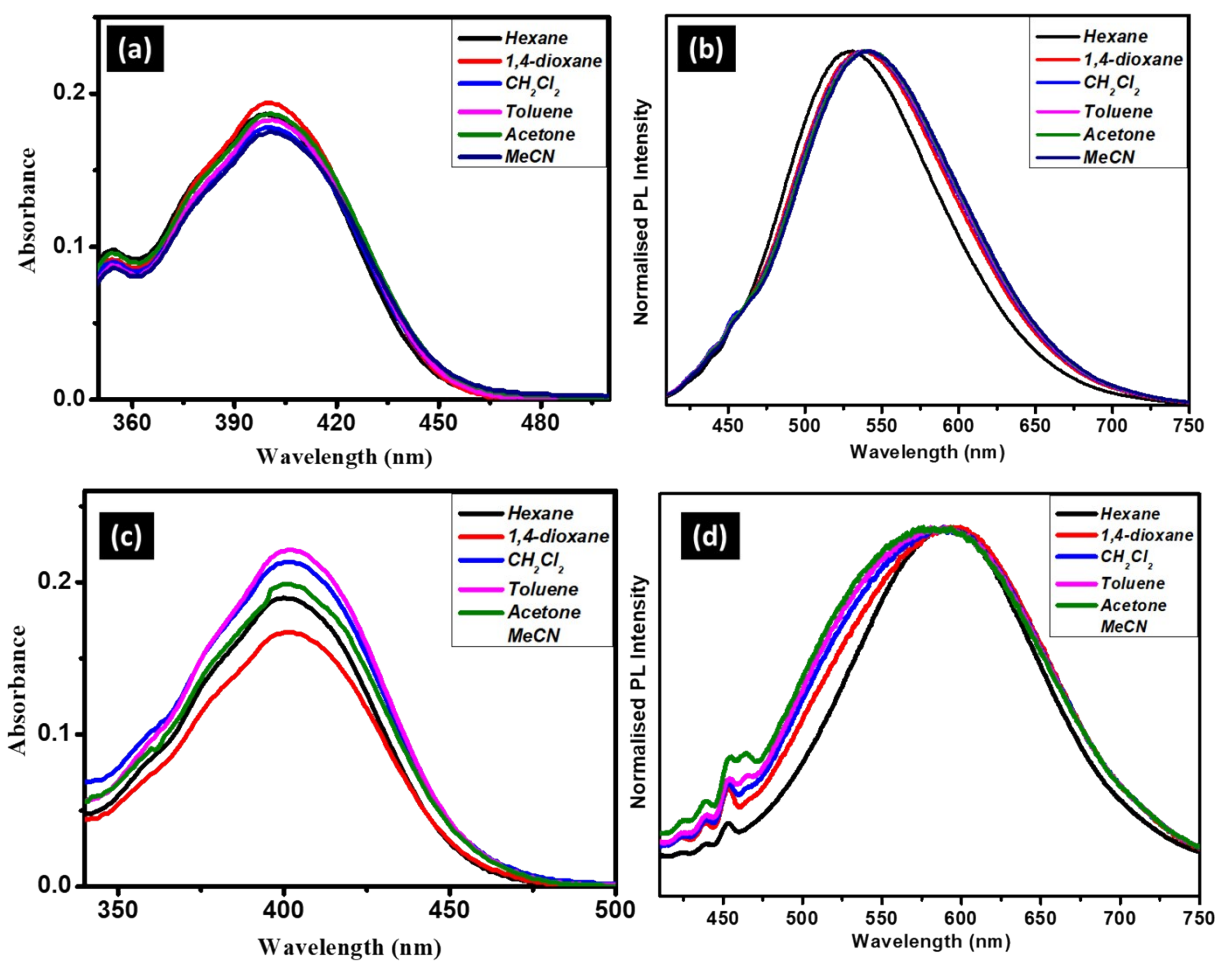 (a)
Hexane
1,4-dioxane
CH2Cl2
Toluene
Acetone
MeCN
0.2
0.1
0.0
Absorbance
360 390 420 450 480
Wavelength (nm)
(b)
Hexane
1,4-dioxane
CH2Cl2
Toluene
Acetone
MeCN
Normalised PL Intensity
450 500 550 600 650 700 750
Wavelength (nm)
(c)
Hexane
1,4-dioxane
CH2Cl2
Toluene
Acetone
MeCN
0.2
0.1
0.0
Absorbance
350 400 450 500
Wavelength (nm)
(d)
Hexane
1,4-dioxane
CH2Cl2
Toluene
Acetone
MeCN
Normalised PL Intensity
450 500 550 600 650 700 750
Wavelength (nm)